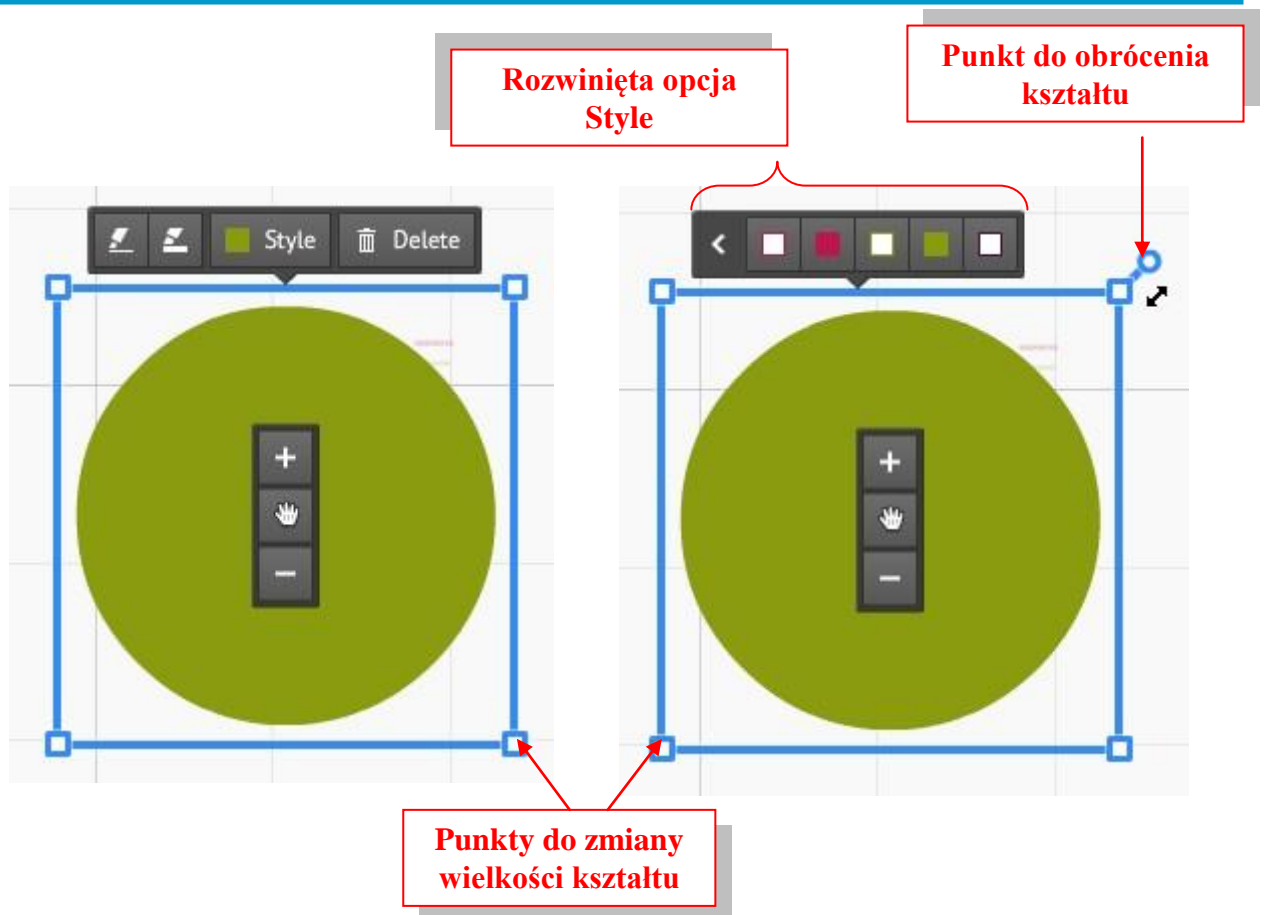 Punkt do obrócenia
kształtu
Rozwinięta opcja
Style
Style
Delete
Punkty do zmiany
wielkości kształtu